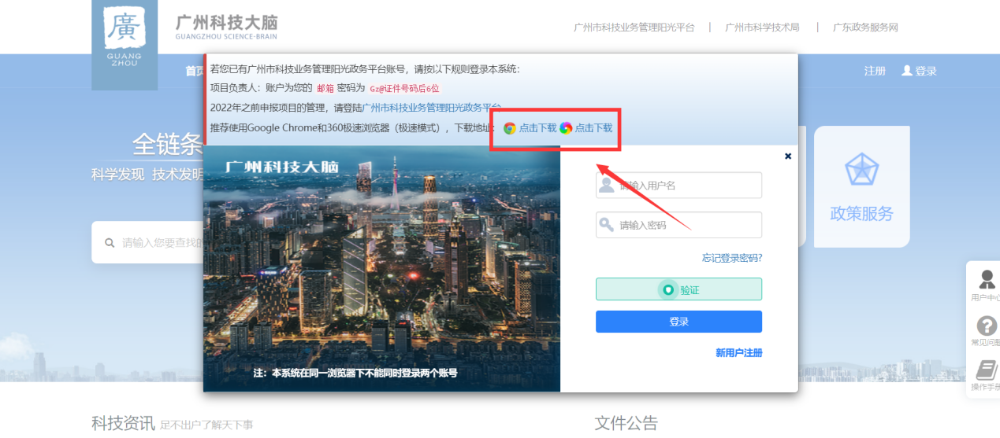 廣
GUANG
ZHOU
广州科技大脑
GUANGZHOU SCIENCE-BRAIN
广州市科技业务管理阳光平台 | 广州市科学技术局 | 广东政务服务网
首页
注册 登录
若您已有广州市科技业务管理阳光政务平台账号，请按以下规则登录本系统：
项目负责人：账户为您的 邮箱 密码为 Gz@证件号码后6位
2022年之前申报项目的管理，请登陆广州市科技业务管理阳光政务平台
推荐使用Google Chrome和360极速浏览器（极速模式），下载地址： 点击下载 点击下载
全链条
科学发现 技术发明
请输入您要查找的
广州科技大脑
注：本系统在同一浏览器下不能同时登录两个账号
请输入用户名
请输入密码
忘记登录密码?
验证
登录
新用户注册
政策服务
用户中心
常见问题
操作手册
科技资讯 足不出户了解天下事
文件公告